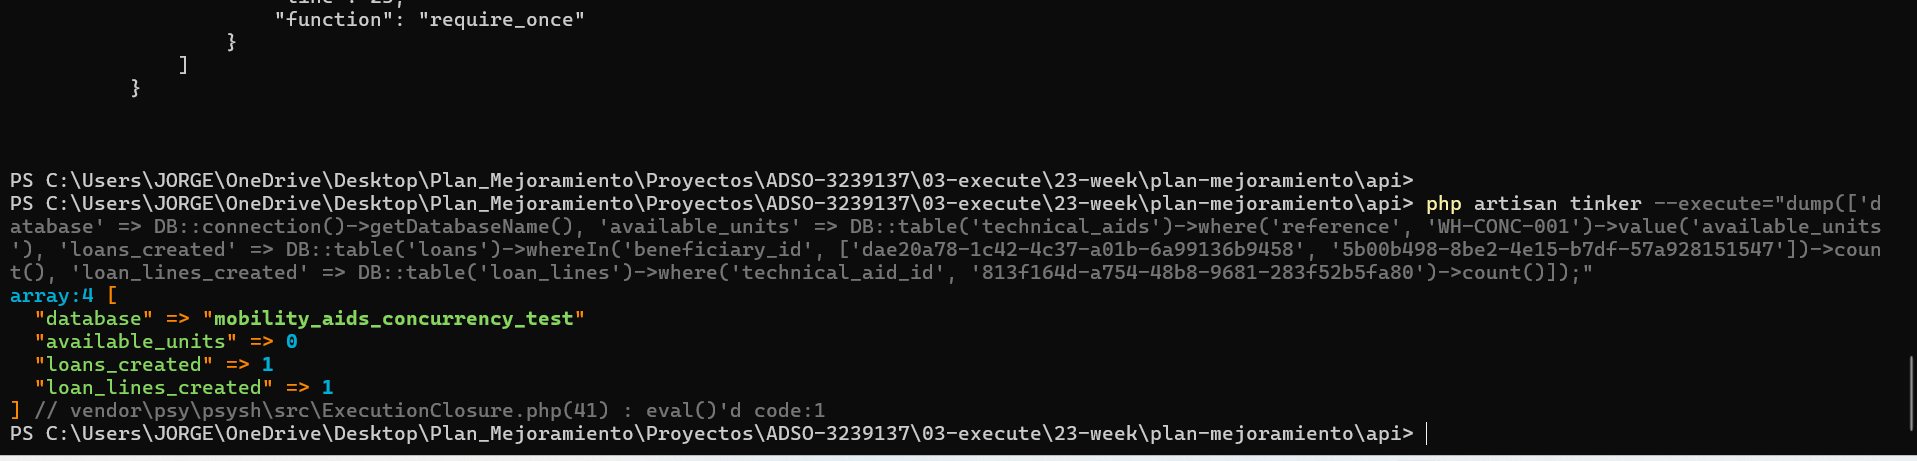 "function": "require_once"
}
]
}
PS C:\Users\JORGE\OneDrive\Desktop\Plan_Mejoramiento\Proyectos\ADSO-3239137\03-execute\23-week\plan-mejoramiento\api>
PS C:\Users\JORGE\OneDrive\Desktop\Plan_Mejoramiento\Proyectos\ADSO-3239137\03-execute\23-week\plan-mejoramiento\api> php artisan tinker --execute="dump(['d
atabase' => DB::connection()->getDatabaseName(), 'available_units' => DB::table('technical_aids')->where('reference', 'WH-CONC-001')->value('available_units
'), 'loans_created' => DB::table('loans')->whereIn('beneficiary_id', ['dae20a78-1c42-4c37-a01b-6a99136b9458', '5b00b498-8be2-4e15-b7df-57a928151547'])->coun
t(), 'loan_lines_created' => DB::table('loan_lines')->where('technical_aid_id', '813f164d-a754-48b8-9681-283f52b5fa80')->count()]);"
array:4 [
"database" => "mobility_aids_concurrency_test"
"available_units" => 0
"loans_created" => 1
"loan_lines_created" => 1
] // vendor\psy\psysh\src\ExecutionClosure.php(41) : eval()'d code:1
PS C:\Users\JORGE\OneDrive\Desktop\Plan_Mejoramiento\Proyectos\ADSO-3239137\03-execute\23-week\plan-mejoramiento\api>